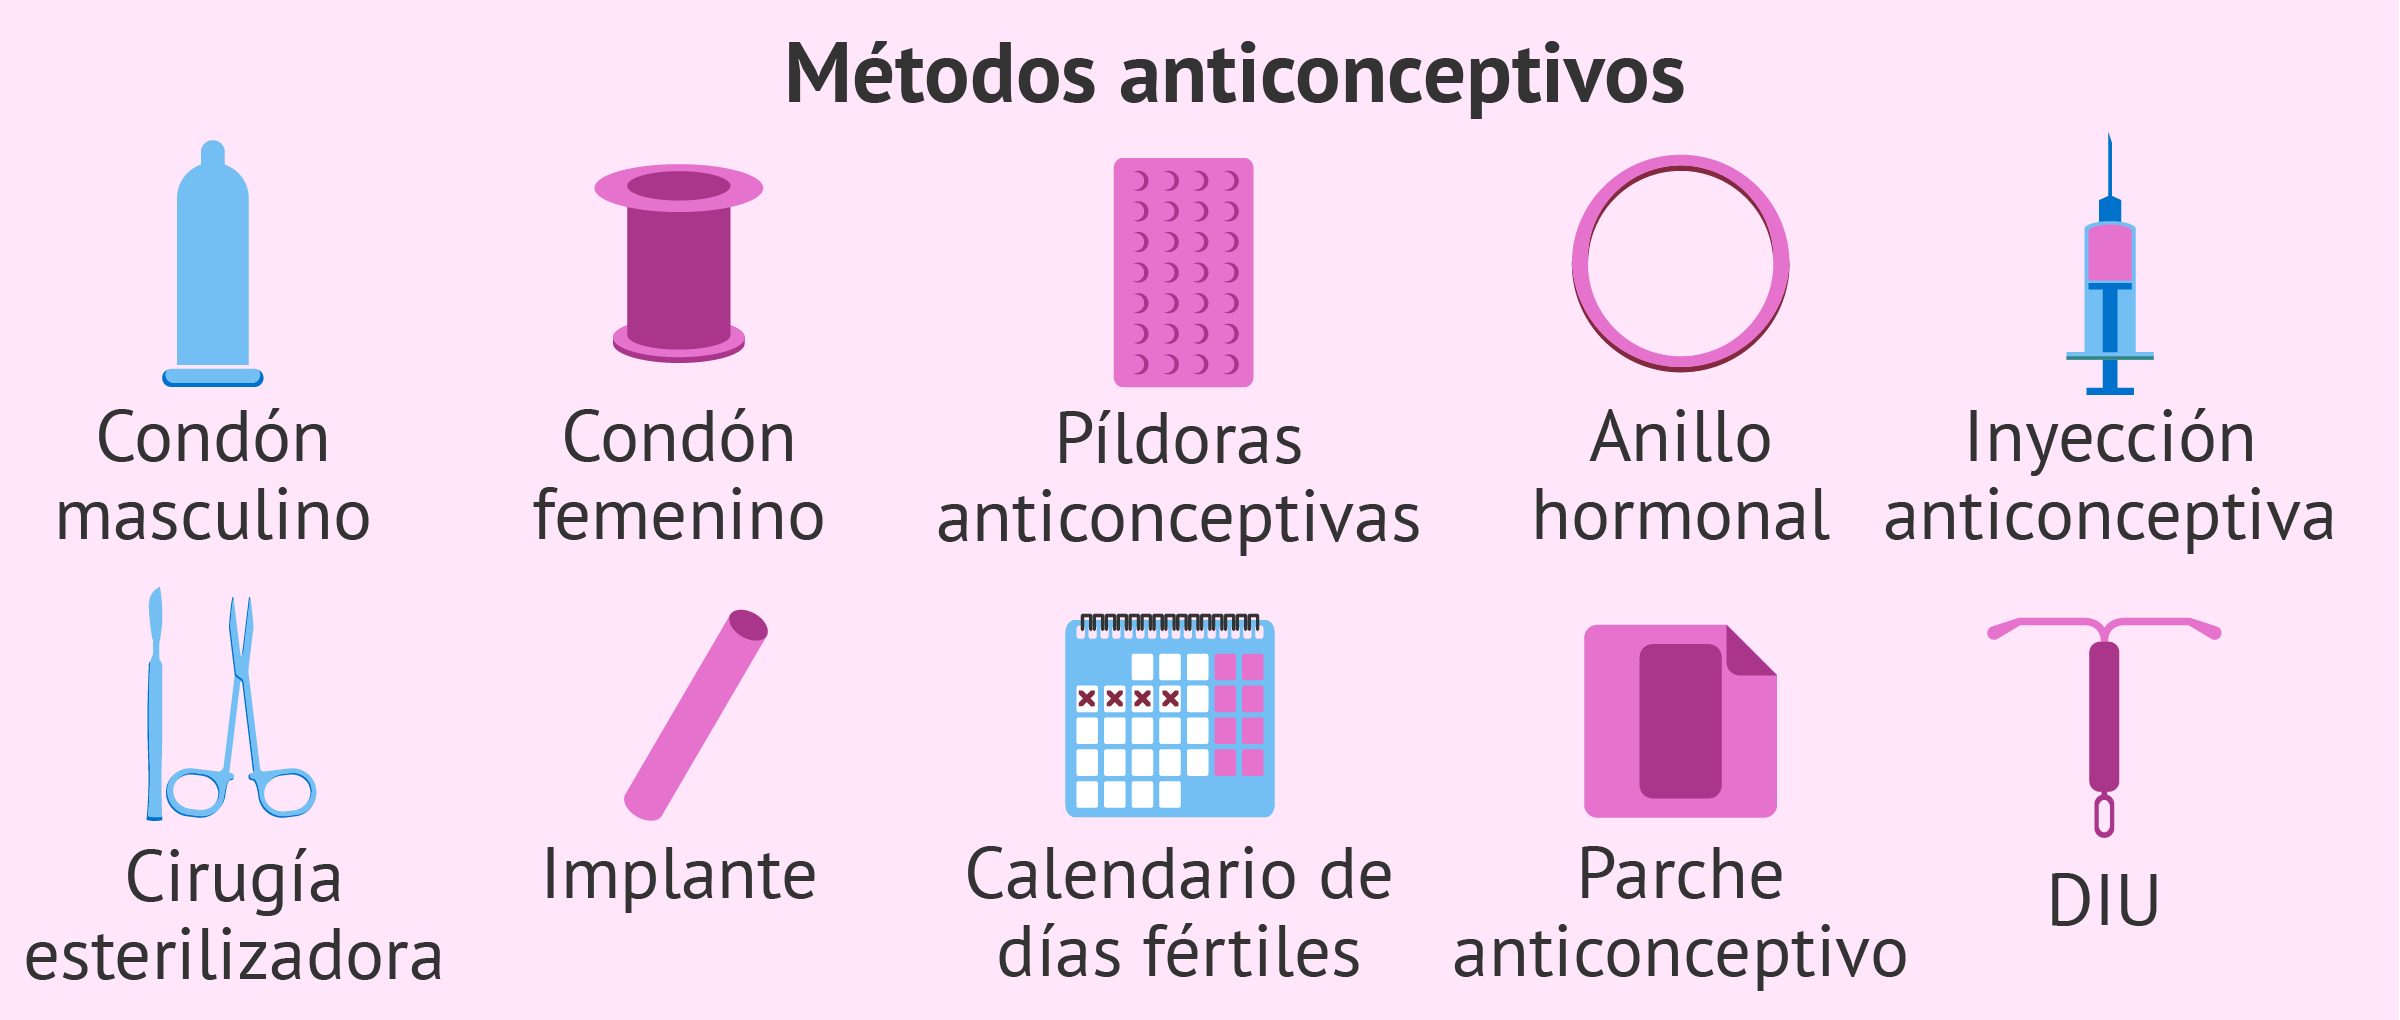 Métodos anticonceptivos
Condón
masculino
Condón
femenino
Píldoras
anticonceptivas
Anillo
hormonal
Inyección
anticonceptiva
Cirugía
esterilizadora
Implante
Calendario de
días fértiles
Parche
anticonceptivo
DIU